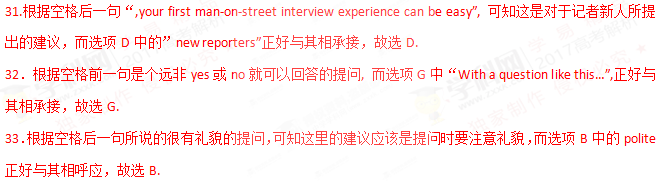 31.根据空格后一句“,your first man-on-street interview experience can be easy”, 可知这是对于记者新人所提
出的建议，而选项 D 中的” new reporters”正好与其相承接，故选 D.
32．根据空格前一句是个远非 yes 或 no 就可以回答的提问, 而选项 G 中“With a question like this…”,正好与
其相承接，故选 G.
33.根据空格后一句所说的很有礼貌的提问，可知这里的建议应该是提问时要注意礼貌，而选项 B 中的 polite
正好与其相呼应，故选 B.